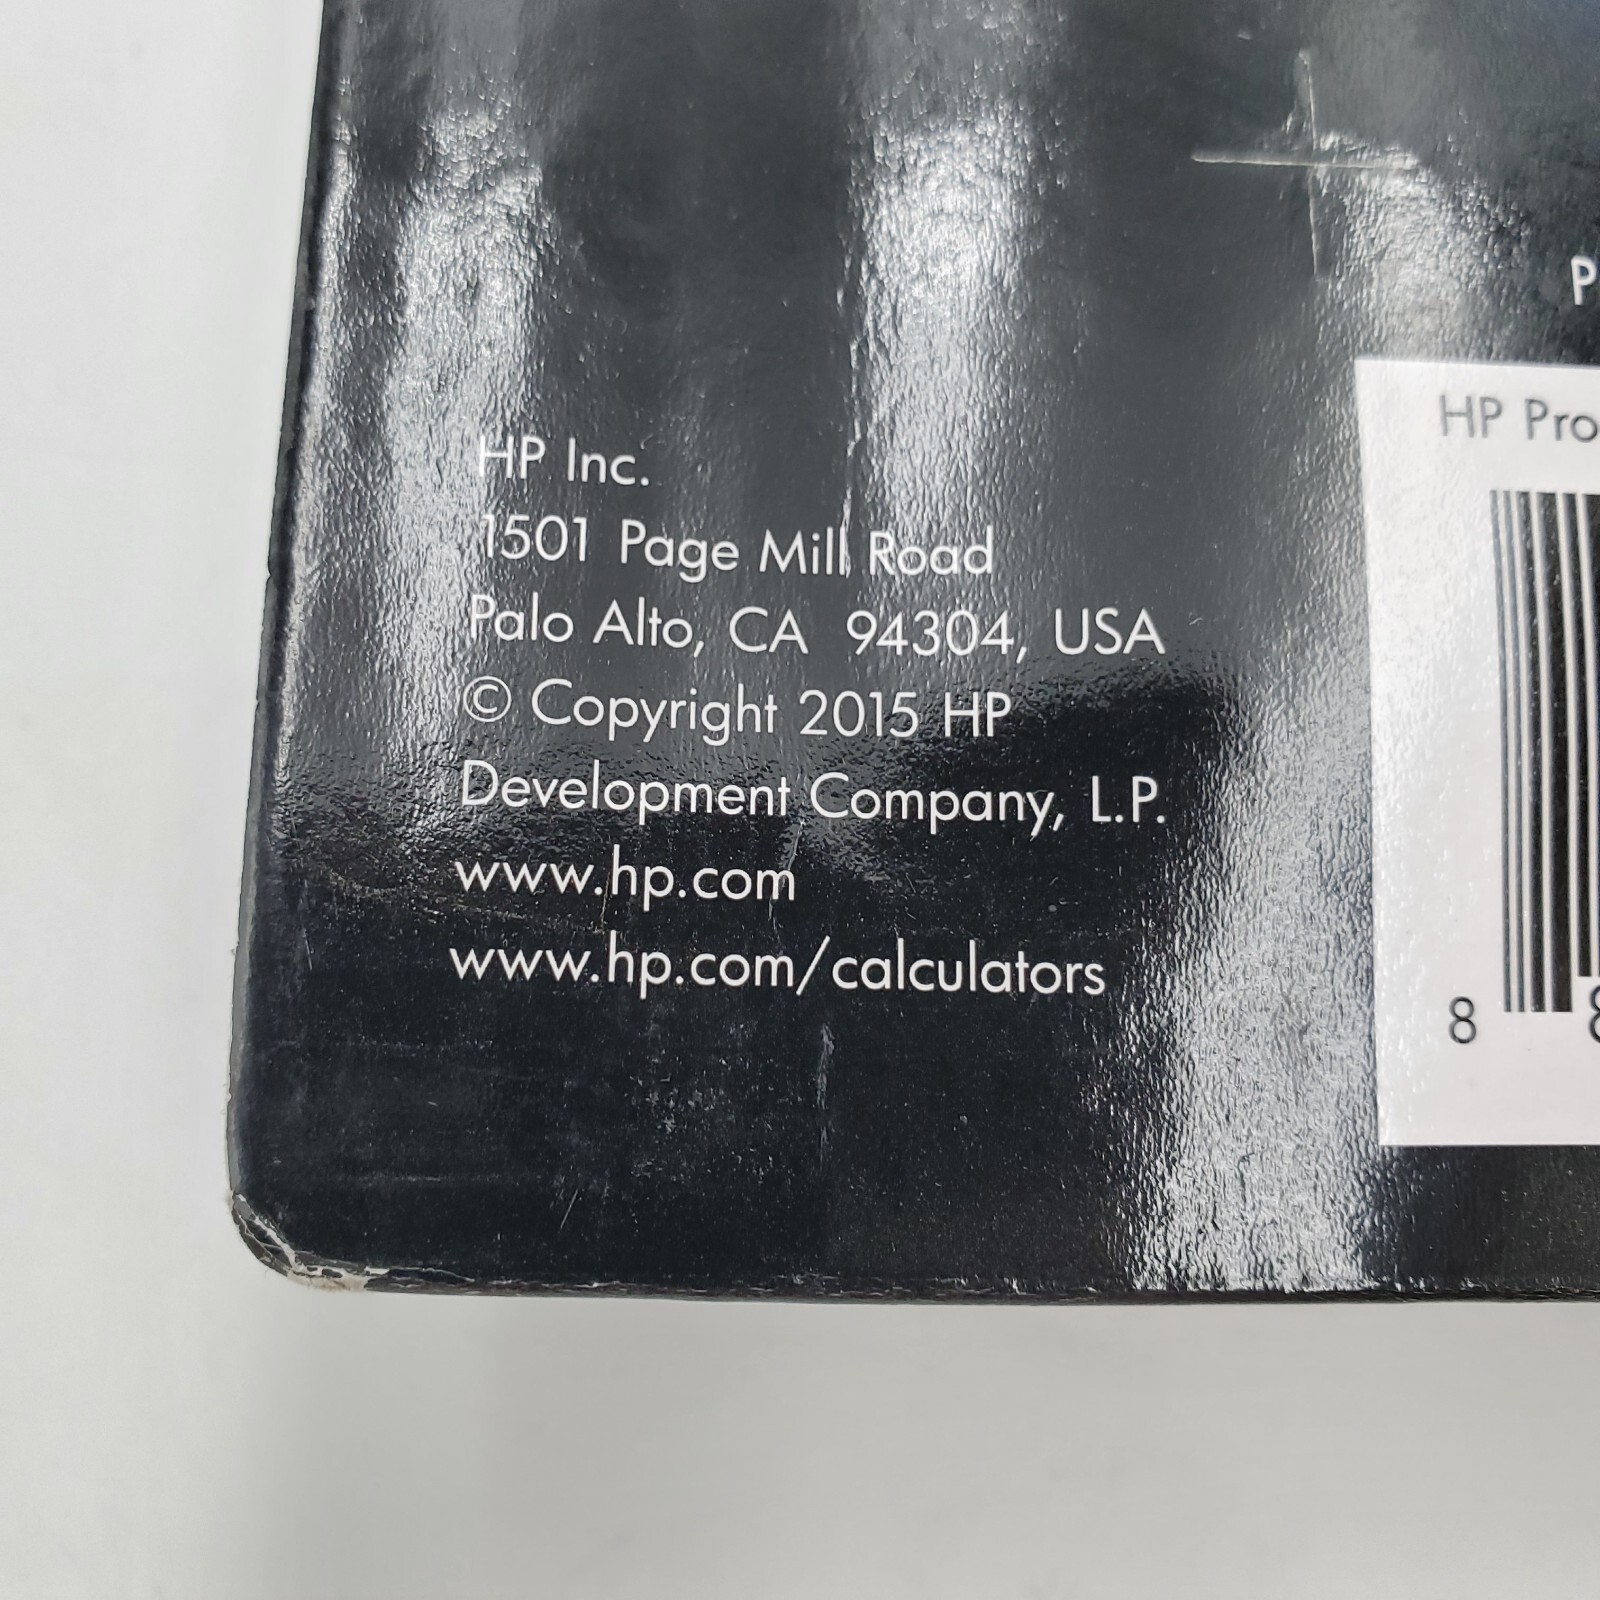 HP Inc.
1501 Page Mill Road
Palo Alto, CA 94304, USA
© Copyright 2015 HP
Development Company, L.P.
www.hp.com
www.hp.com/calculators
P
HP Pro
8